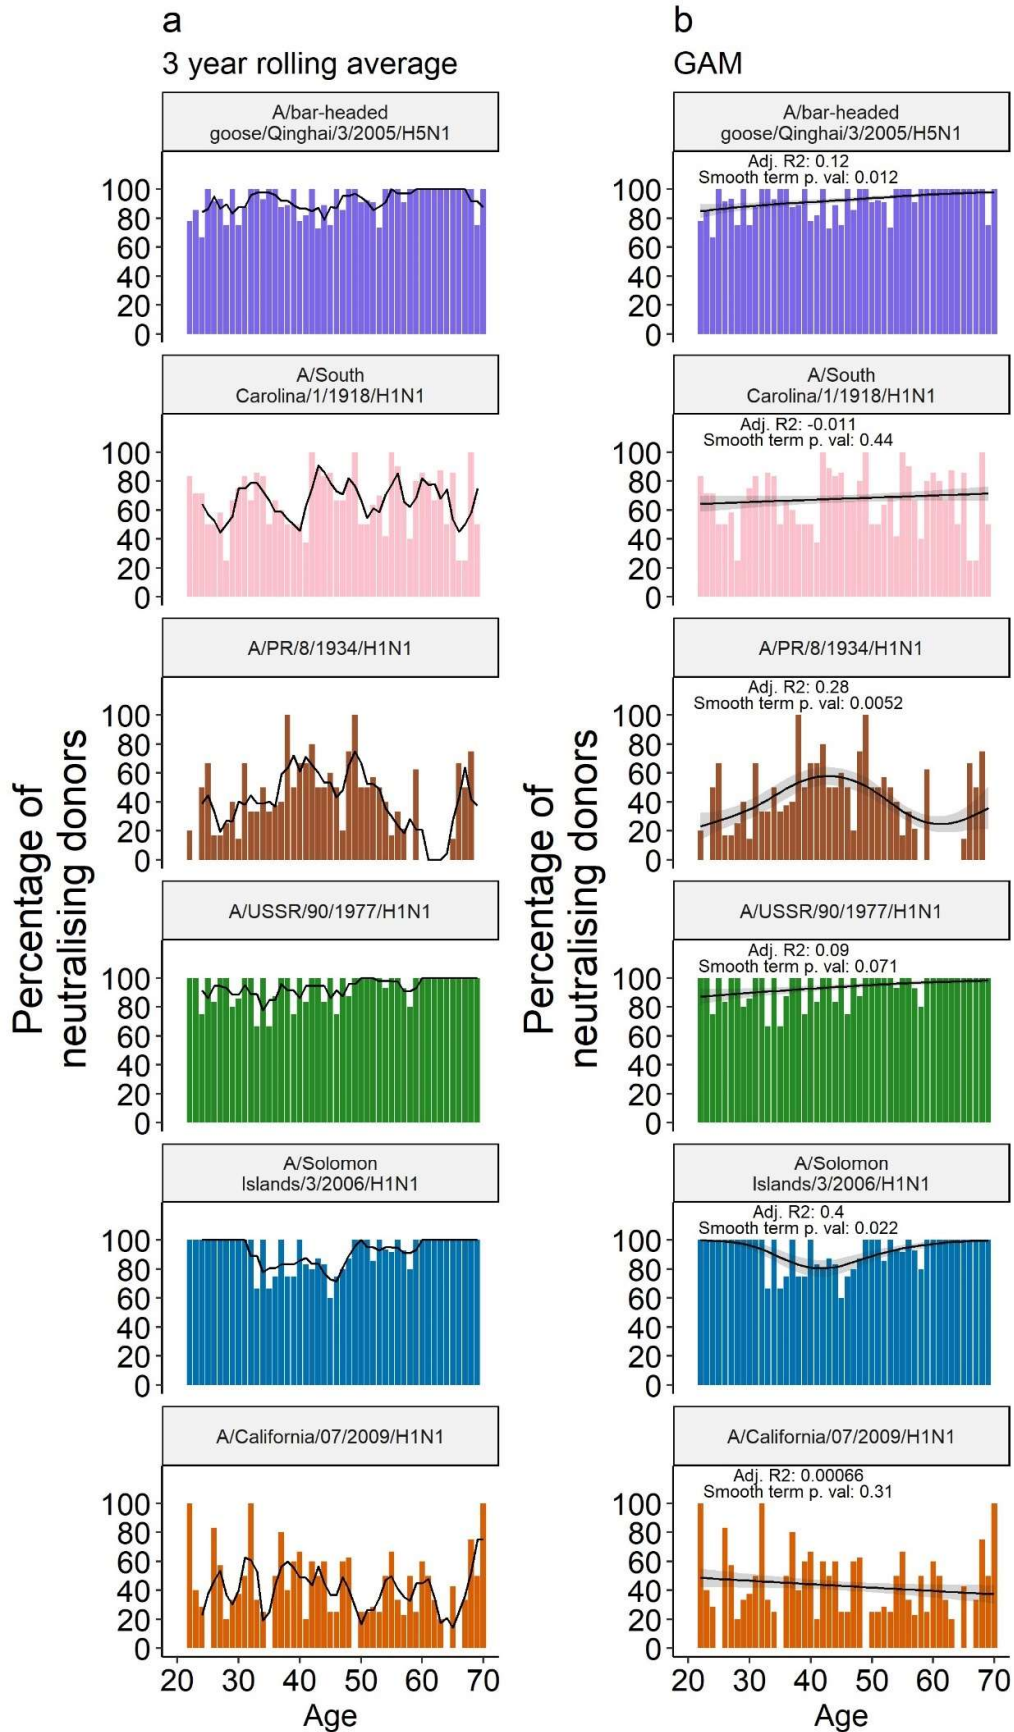 a
3 year rolling average
b
GAM
A/bar-headed
goose/Qinghai/3/2005/H5N1
100
80
60
40
20
0
A/bar-headed
goose/Qinghai/3/2005/H5N1
Adj. R2: 0.12
Smooth term p. val: 0.012
100
80
60
40
20
0
A/South
Carolina/1/1918/H1N1
100
80
60
40
20
0
A/South
Carolina/1/1918/H1N1
Adj. R2: -0.011
Smooth term p. val: 0.44
100
80
60
40
20
0
A/PR/8/1934/H1N1
100
80
60
40
20
0
A/PR/8/1934/H1N1
Adj. R2: 0.28
Smooth term p. val: 0.0052
100
80
60
40
20
0
Percentage of
neutralising donors
Percentage of
neutralising donors
A/USSR/90/1977/H1N1
100
80
60
40
20
0
A/USSR/90/1977/H1N1
Adj. R2: 0.09
Smooth term p. val: 0.071
100
80
60
40
20
0
A/Solomon
Islands/3/2006/H1N1
100
80
60
40
20
0
A/Solomon
Islands/3/2006/H1N1
Adj. R2: 0.4
Smooth term p. val: 0.022
100
80
60
40
20
0
A/California/07/2009/H1N1
100
80
60
40
20
0
20 30 40 50 60 70
Age
A/California/07/2009/H1N1
Adj. R2: 0.00066
Smooth term p. val: 0.31
100
80
60
40
20
0
20 30 40 50 60 70
Age